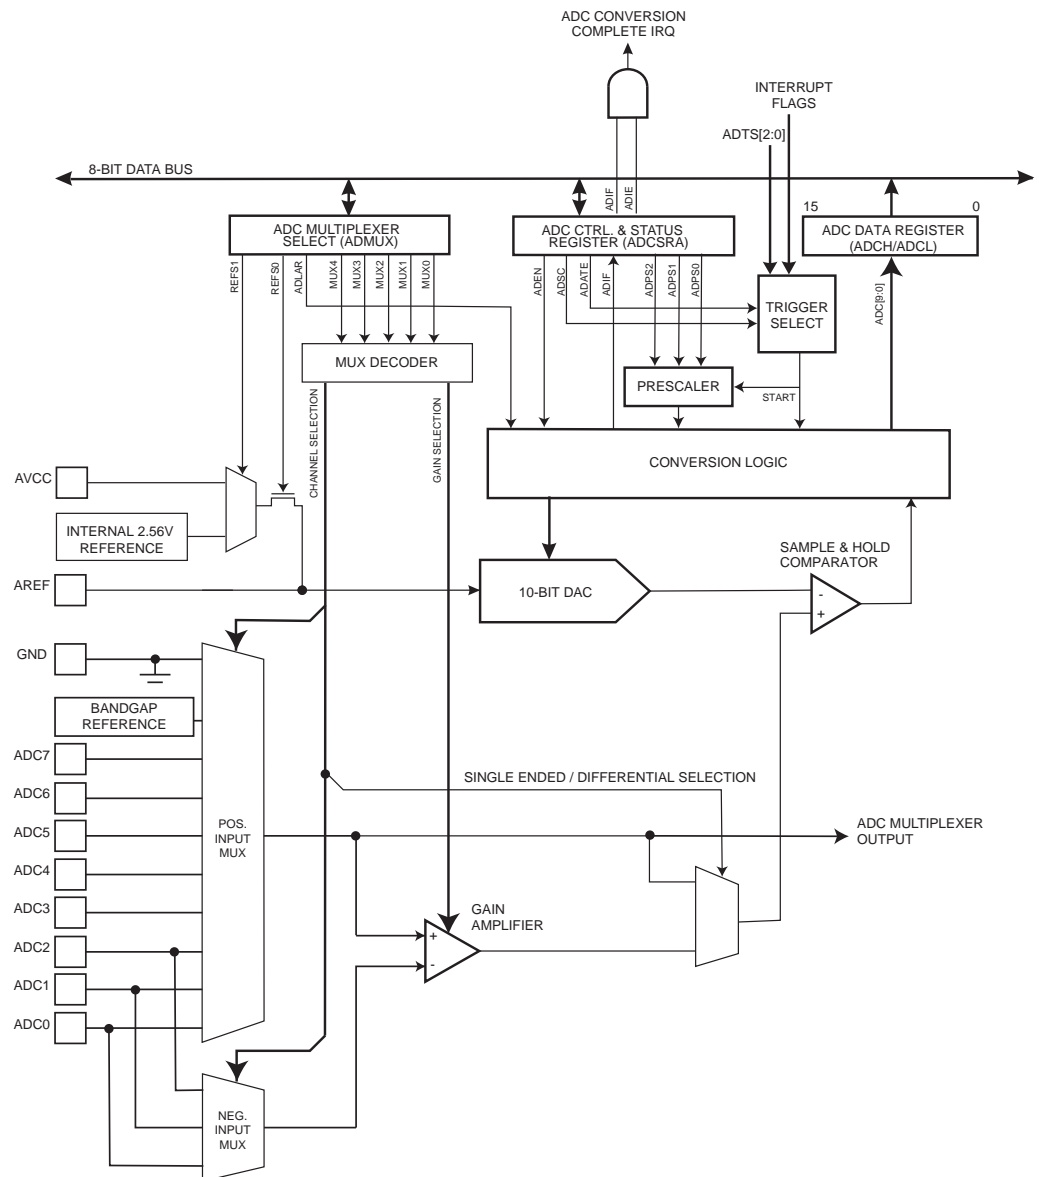 ADC CONVERSION
COMPLETE IRQ
INTERRUPT
FLAGS
ADTS[2:0]
8-BIT DATA BUS
ADIF
ADIE
15
0
ADC MULTIPLEXER
SELECT (ADMUX)
ADC CTRL. & STATUS
REGISTER (ADCSRA)
ADC DATA REGISTER
(ADCH/ADCL)
REFS1
REFS0
ADLAR
MUX4
MUX3
MUX2
MUX1
MUX0
ADEN
ADSC
ADATE
ADIF
ADPS2
ADPS1
ADPS0
ADC[9:0]
TRIGGER
SELECT
MUX DECODER
PRESCALER
START
CHANNEL SELECTION
GAIN SELECTION
CONVERSION LOGIC
AVCC
INTERNAL 2.56V
REFERENCE
SAMPLE & HOLD
COMPARATOR
AREF
10-BIT DAC
-
+
GND
BANDGAP
REFERENCE
ADC7
ADC6
ADC5
ADC4
ADC3
ADC2
ADC1
ADC0
POS.
INPUT
MUX
SINGLE ENDED / DIFFERENTIAL SELECTION
ADC MULTIPLEXER
OUTPUT
GAIN
AMPLIFIER
+
-
NEG.
INPUT
MUX